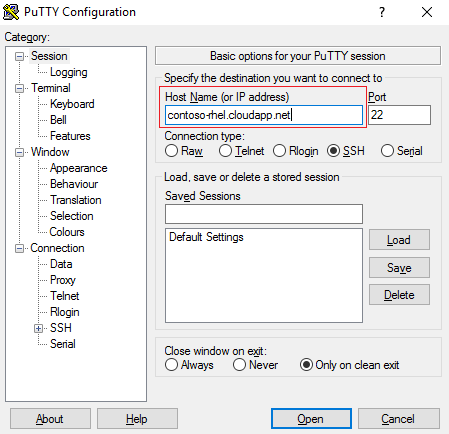 PuTTY Configuration
?
Category:
Session
Logging
Terminal
Keyboard
Bell
Features
Window
Appearance
Behaviour
Translation
Selection
Colours
Connection
Data
Proxy
Telnet
Rlogin
SSH
Serial
Basic options for your PuTTY session
Specify the destination you want to connect to
Host Name (or IP address) Port
contoso-rhel.cloudapp.net 22
Connection type:
Raw Telnet Rlogin SSH Serial
Load, save or delete a stored session
Saved Sessions
Default Settings
Load
Save
Delete
Close window on exit:
Always Never Only on clean exit
About Help Open Cancel